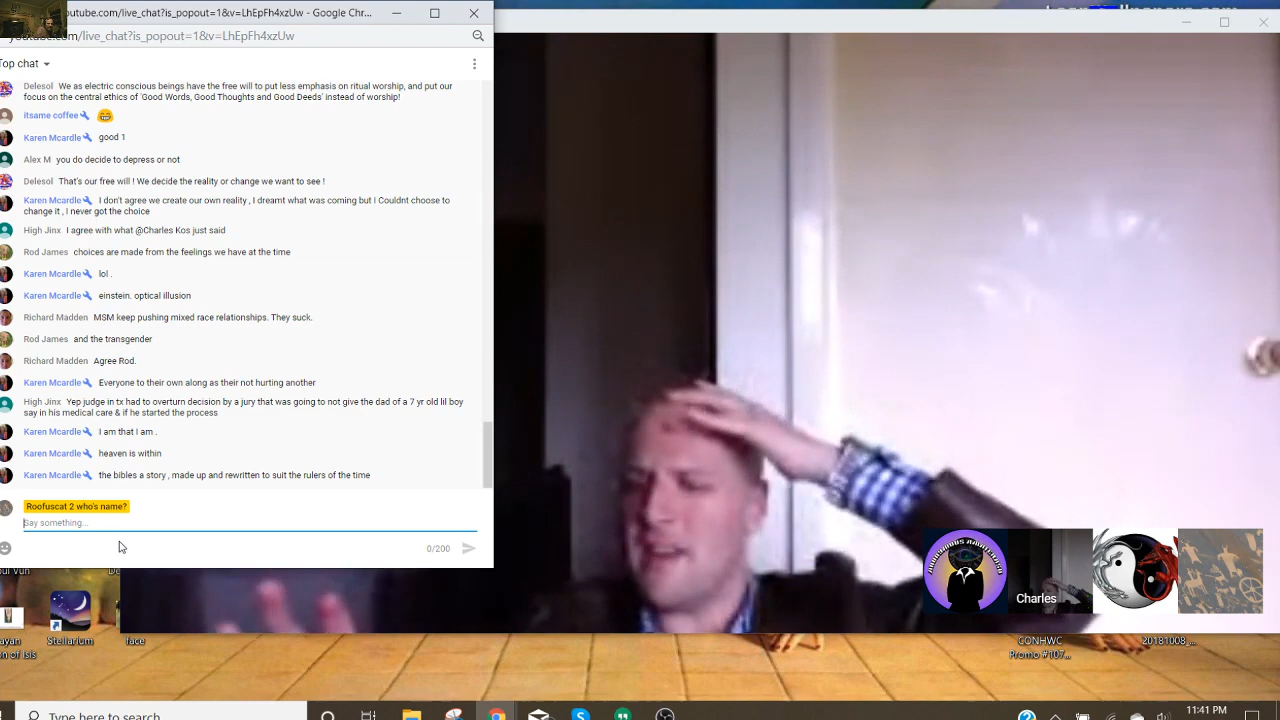 outube.com/live_chat?is_popout=1&v=LhEpFh4xzUw - Google Chr...
youtube.com/live_chat?is_popout=1&v=LhEpFh4xzUw
Top chat
Delesol We as electric conscious beings have the free will to put less emphasis on ritual worship, and put our
focus on the central ethics of 'Good Words, Good Thoughts and Good Deeds' instead of worship!
itsame coffee
Karen Mcardle good 1
Alex M you do decide to depress or not
Delesol That's our free will ! We decide the reality or change we want to see !
Karen Mcardle I don't agree we create our own reality , I dreamt what was coming but I Couldnt choose to
change it , I never got the choice
High Jinx I agree with what @Charles Kos just said
Rod James choices are made from the feelings we have at the time
Karen Mcardle lol .
Karen Mcardle einstein. optical illusion
Richard Madden MSM keep pushing mixed race relationships. They suck.
Rod James and the transgender
Richard Madden Agree Rod.
Karen Mcardle Everyone to their own along as their not hurting another
High Jinx Yep judge in tx had to overturn decision by a jury that was going to not give the dad of a 7 yr old lil boy
say in his medical care & if he started the process
Karen Mcardle I am that I am .
Karen Mcardle heaven is within
Karen Mcardle the bibles a story , made up and rewritten to suit the rulers of the time
Roofuscat 2 who's name?
Say something...
0/200
Charles
Stellarium
face
CONHWC
Promo #107...
20181008_...
ayan
on of Isis
Type here to search
11:41 PM